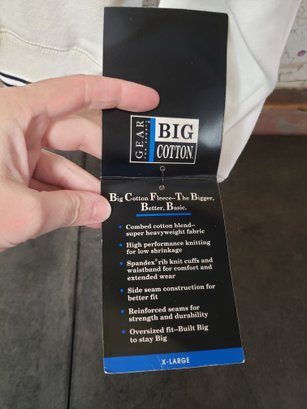 GEAR
BIG
COTTON
Big Cotton Fleece–The Bigger,
Better, Basic.
• Combed cotton blend–
super heavyweight fabric
• High performance knitting
for low shrinkage
• Spandex® rib knit cuffs and
waistband for comfort and
extended wear
• Side seam construction for
better fit
• Reinforced seams for
strength and durability
• Oversized fit–Built Big
to stay Big
X-LARGE